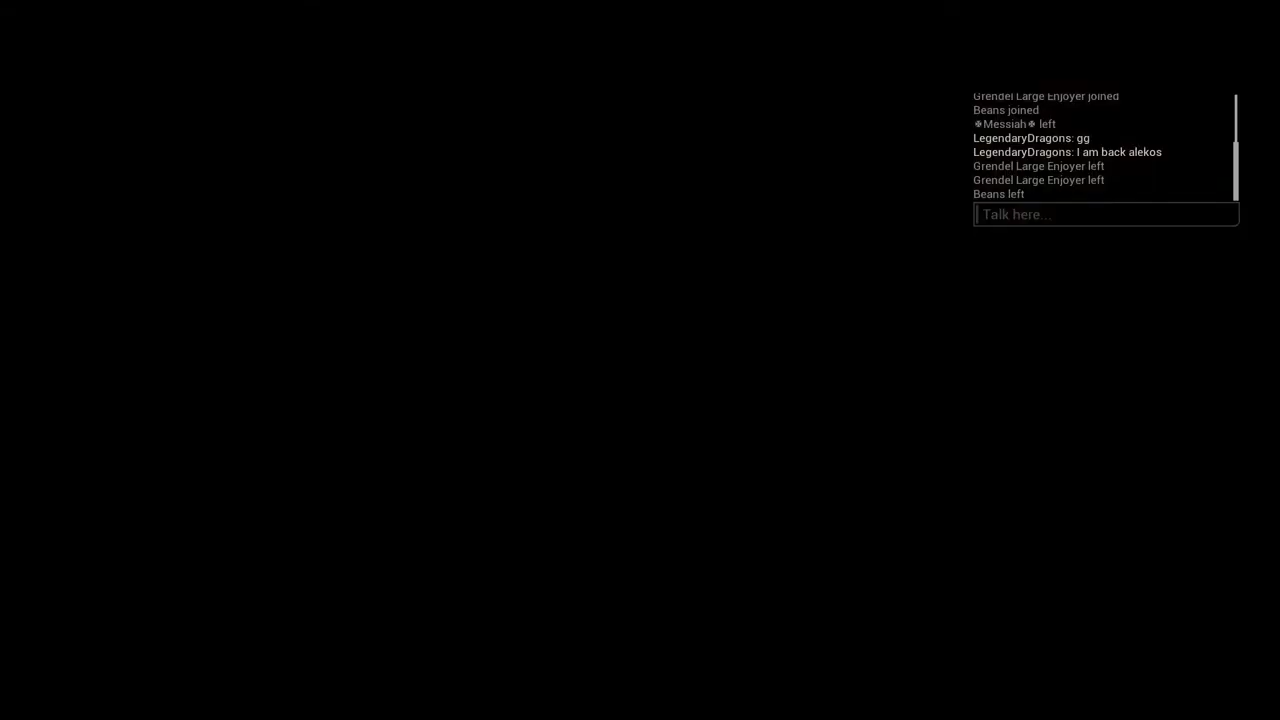 Grendel Large Enjoyer joined
Beans joined
✠Messiah✠ left
LegendaryDragons: gg
LegendaryDragons: I am back alekos
Grendel Large Enjoyer left
Grendel Large Enjoyer left
Beans left
Talk here...